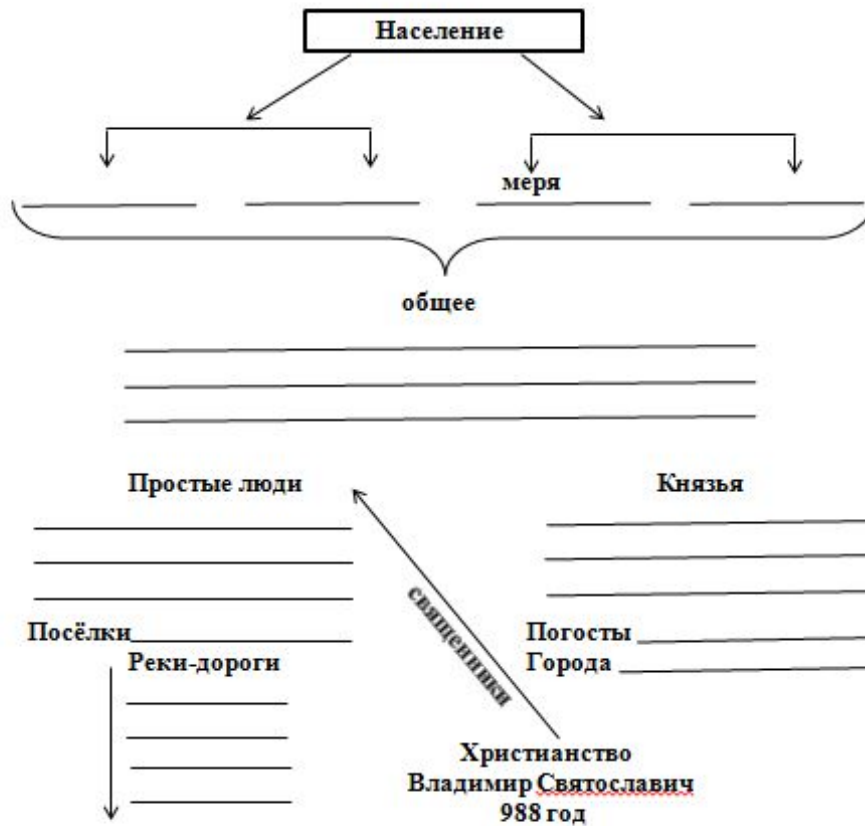 Население
меря
общее
Простые люди
Князья
священники
Посёлки
Погосты
Реки-дороги
Города
Христианство
Владимир Святославич
988 год